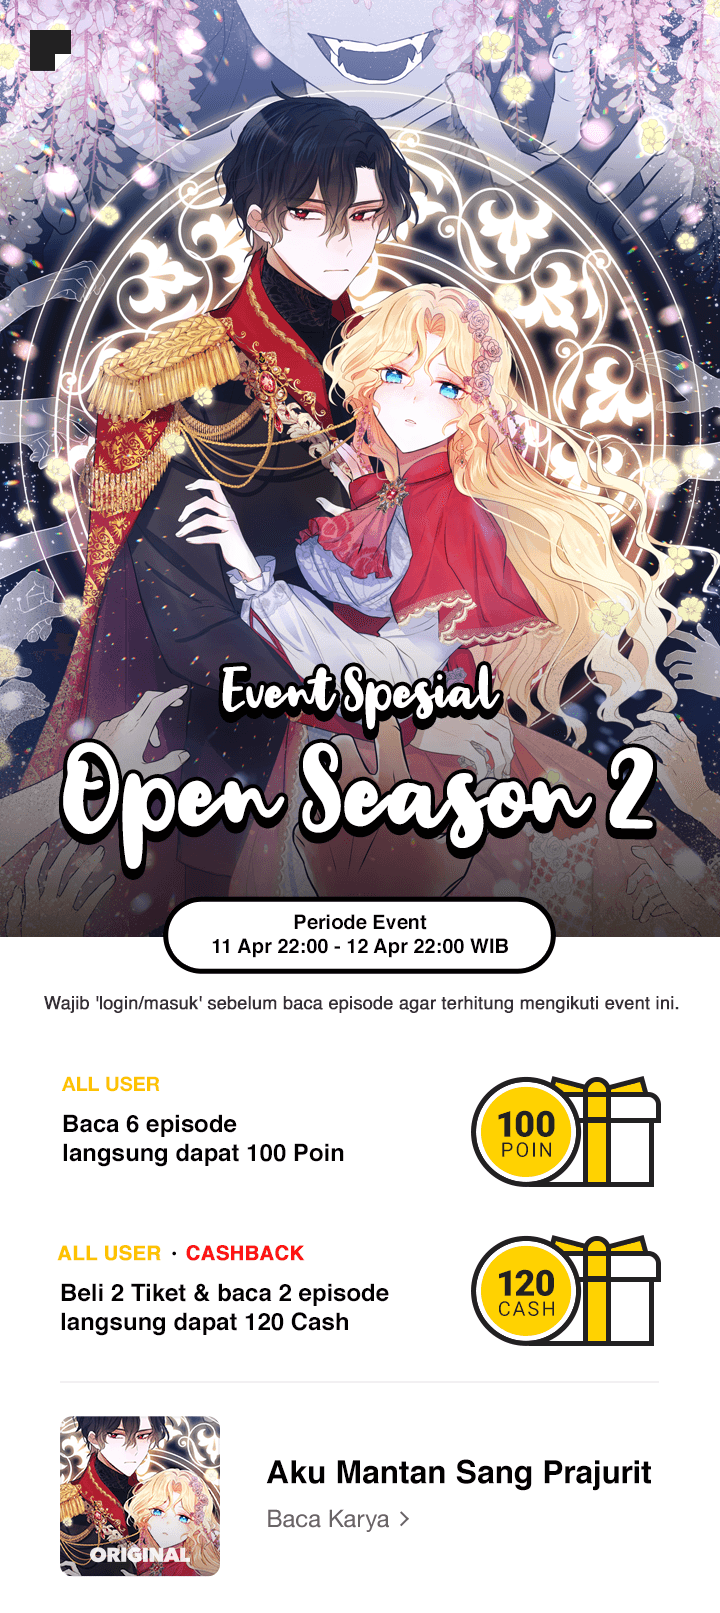 Event Spesial
Open Season 2
Periode Event
11 Apr 22:00 - 12 Apr 22:00 WIB
Wajib 'login/masuk' sebelum baca episode agar terhitung mengikuti event ini.
ALL USER
Baca 6 episode
langsung dapat 100 Poin
100
POIN
ALL USER · CASHBACK
Beli 2 Tiket & baca 2 episode
langsung dapat 120 Cash
120
CASH
ORIGINAL
Aku Mantan Sang Prajurit
Baca Karya >